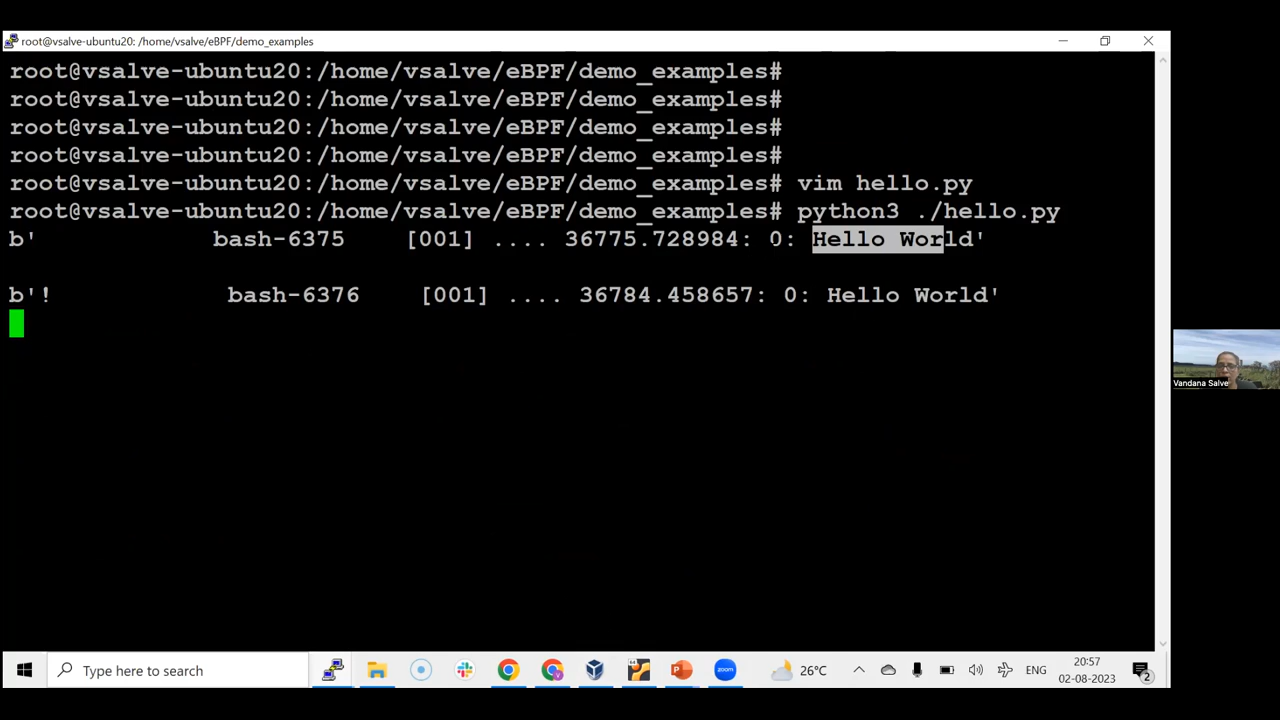 root@vsalve-ubuntu20: /home/vsalve/eBPF/demo_examples
root@vsalve-ubuntu20:/home/vsalve/eBPF/demo_examples#
root@vsalve-ubuntu20:/home/vsalve/eBPF/demo_examples#
root@vsalve-ubuntu20:/home/vsalve/eBPF/demo_examples#
root@vsalve-ubuntu20:/home/vsalve/eBPF/demo_examples#
root@vsalve-ubuntu20:/home/vsalve/eBPF/demo_examples# vim hello.py
root@vsalve-ubuntu20:/home/vsalve/eBPF/demo_examples# python3 ./hello.py
b'            bash-6375    [001] .... 36775.728984: 0: Hello World'
b'!            bash-6376    [001] .... 36784.458657: 0: Hello World'
Vandana Salve
Type here to search
zoom
26°C
ENG
20:57
02-08-2023
2